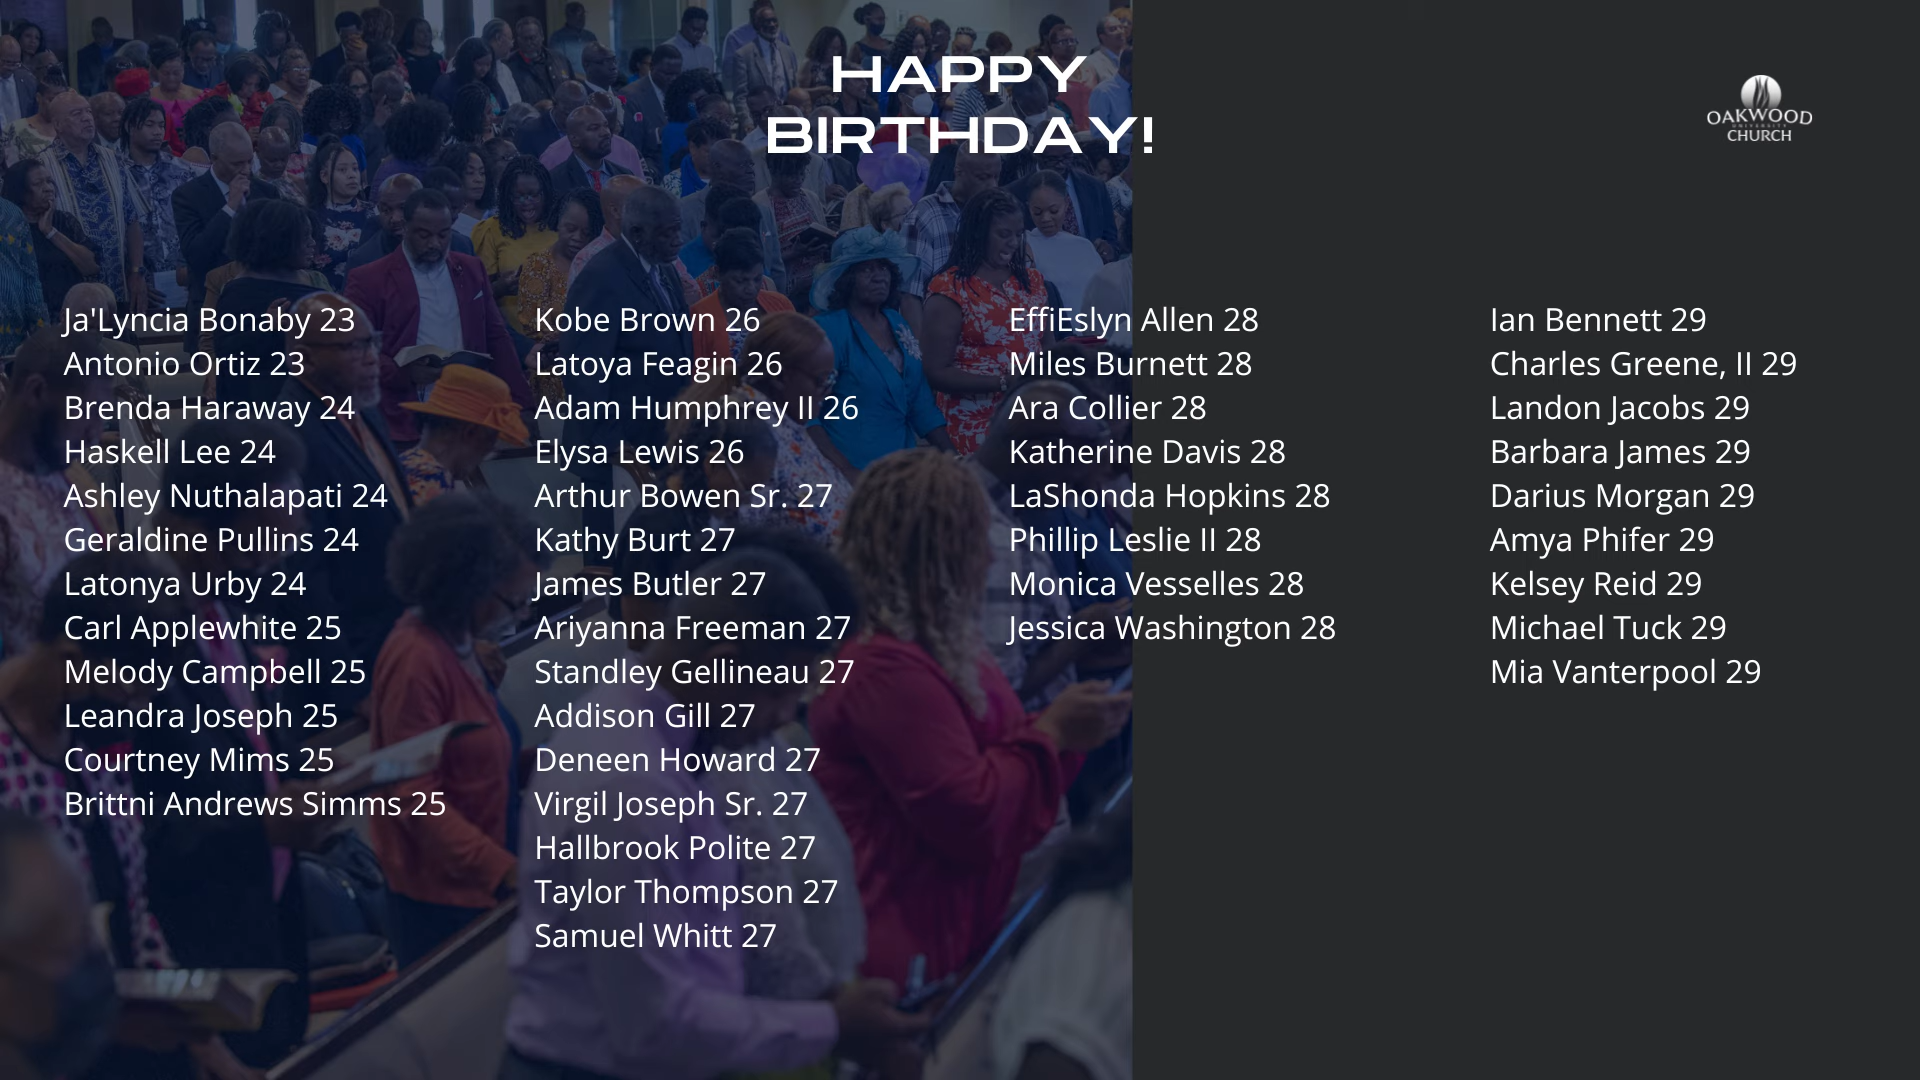 HAPPY
BIRTHDAY!
OAKWOOD
UNIVERSITY
CHURCH
Ja'Lyncia Bonaby 23
Antonio Ortiz 23
Brenda Haraway 24
Haskell Lee 24
Ashley Nuthalapati 24
Geraldine Pullins 24
Latonya Urby 24
Carl Applewhite 25
Melody Campbell 25
Leandra Joseph 25
Courtney Mims 25
Brittni Andrews Simms 25
Kobe Brown 26
Latoya Feagin 26
Adam Humphrey II 26
Elysa Lewis 26
Arthur Bowen Sr. 27
Kathy Burt 27
James Butler 27
Ariyanna Freeman 27
Standley Gellineau 27
Addison Gill 27
Deneen Howard 27
Virgil Joseph Sr. 27
Hallbrook Polite 27
Taylor Thompson 27
Samuel Whitt 27
EffiEslyn Allen 28
Miles Burnett 28
Ara Collier 28
Katherine Davis 28
LaShonda Hopkins 28
Phillip Leslie II 28
Monica Vesselles 28
Jessica Washington 28
Ian Bennett 29
Charles Greene, II 29
Landon Jacobs 29
Barbara James 29
Darius Morgan 29
Amya Phifer 29
Kelsey Reid 29
Michael Tuck 29
Mia Vanterpool 29